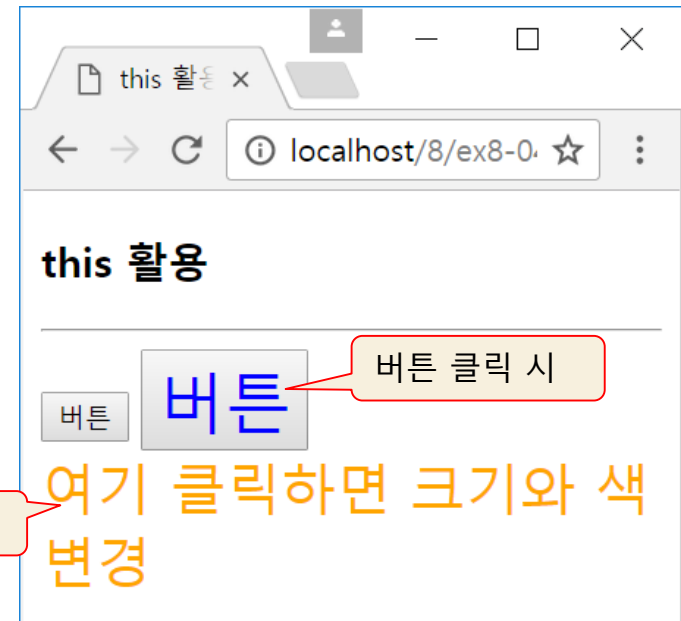 this 활용
localhost/8/ex8-04
this 활용
버튼 클릭 시
버튼
버튼
여기 클릭하면 크기와 색
변경